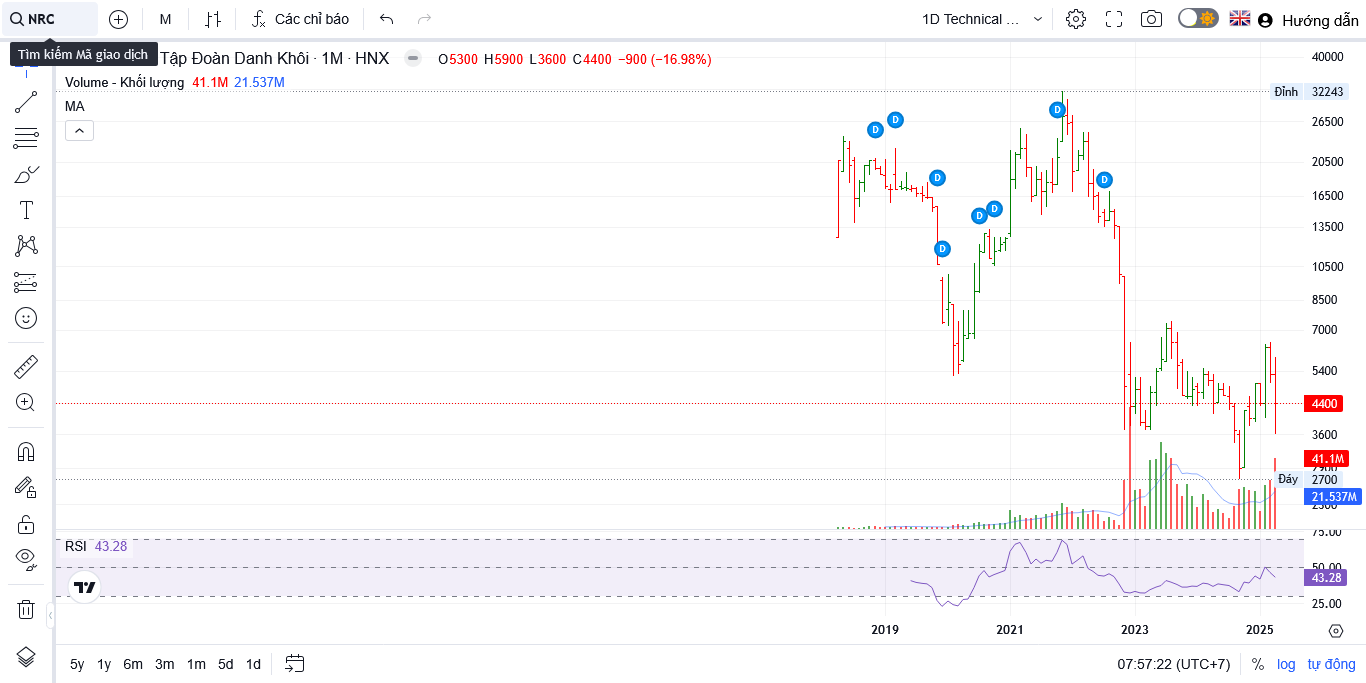 NRC M Các chỉ báo 1D Technical ... Hướng dẫn
Tìm kiếm Mã giao dịch
Tập Đoàn Danh Khôi · 1M · HNX O5300 H5900 L3600 C4400 −900 (−16.98%)
Volume - Khối lượng 41.1M 21.537M
MA
40000
Đỉnh 32243
26500
20500
16500
13500
10500
8500
7000
5400
4400
3600
41.1M
2900
Đáy 2700
21.537M
2300
D
D
D
D
D
D
D
D
RSI 43.28
75.00
50.00
43.28
25.00
2019 2021 2023 2025
5y 1y 6m 3m 1m 5d 1d 07:57:22 (UTC+7) % log tự động